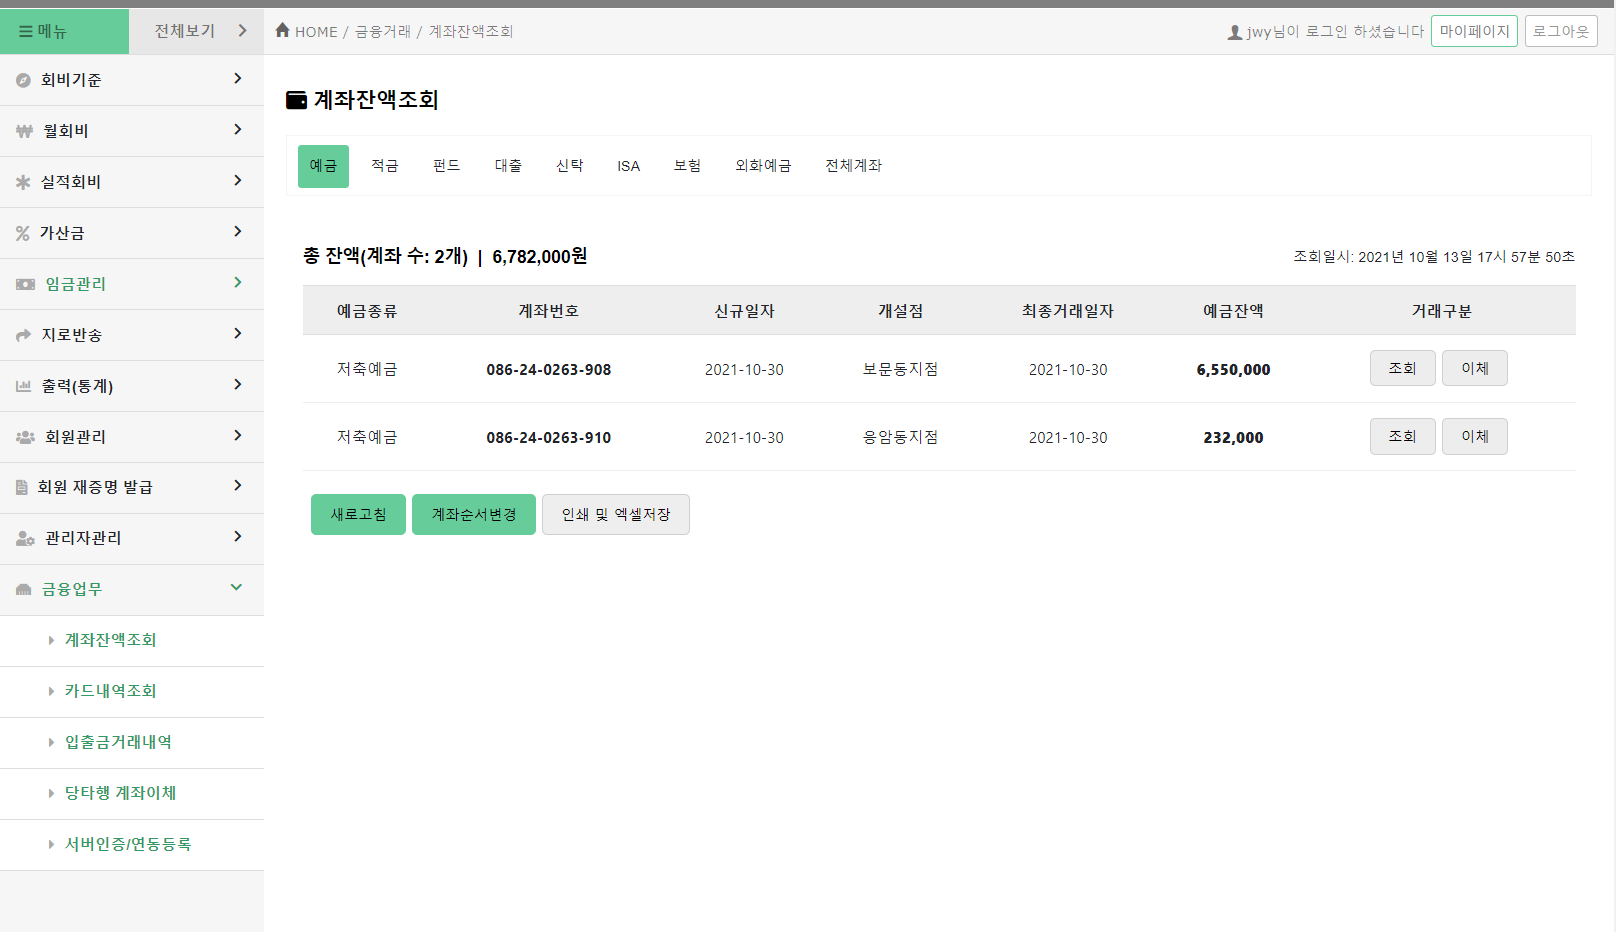 메뉴
전체보기
HOME / 금융거래 / 계좌잔액조회
jwy님이 로그인 하셨습니다
마이페이지
로그아웃
회비기준
월회비
실적회비
가산금
임금관리
지로반송
출력(통계)
회원관리
회원 재증명 발급
관리자관리
금융업무
계좌잔액조회
카드내역조회
입출금거래내역
당타행 계좌이체
서버인증/연동등록
계좌잔액조회
예금 적금 펀드 대출 신탁 ISA 보험 외화예금 전체계좌
총 잔액(계좌 수: 2개) | 6,782,000원
조회일시: 2021년 10월 13일 17시 57분 50초
예금종류 계좌번호 신규일자 개설점 최종거래일자 예금잔액 거래구분
저축예금 086-24-0263-908 2021-10-30 보문동지점 2021-10-30 6,550,000 조회 이체
저축예금 086-24-0263-910 2021-10-30 응암동지점 2021-10-30 232,000 조회 이체
새로고침 계좌순서변경 인쇄 및 엑셀저장